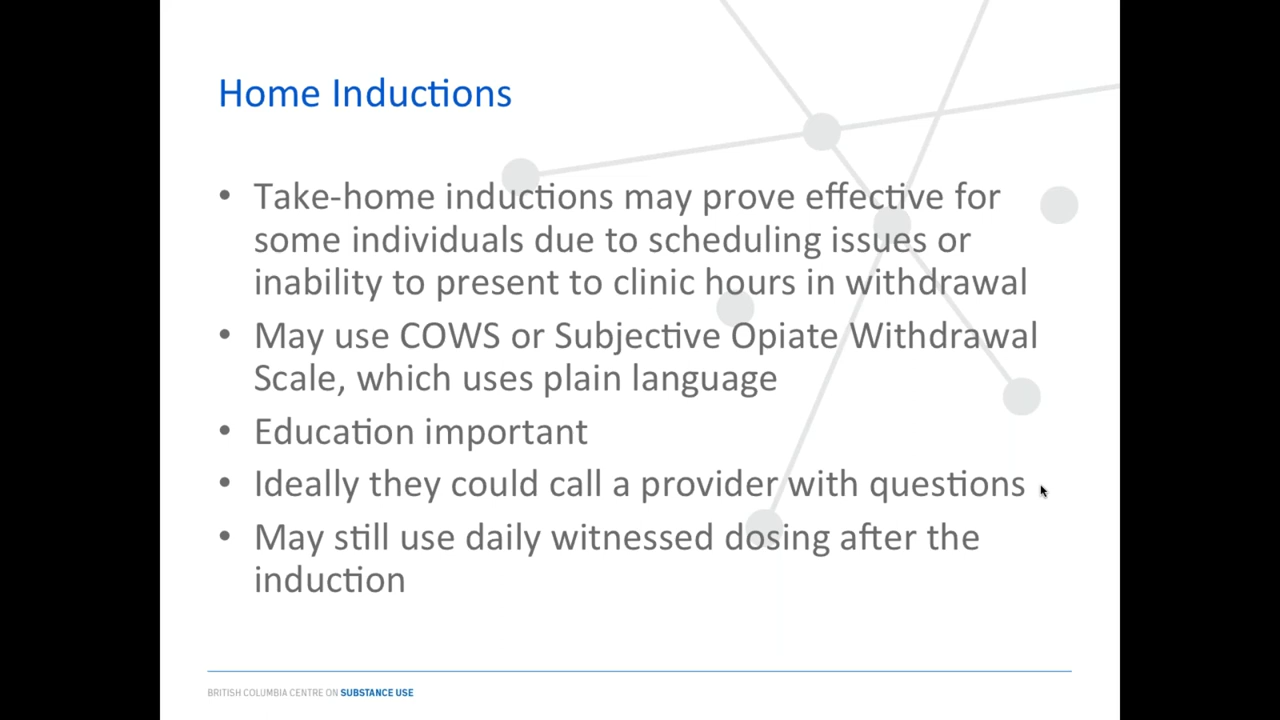 Home Inductions
• Take-home inductions may prove effective for
some individuals due to scheduling issues or
inability to present to clinic hours in withdrawal
• May use COWS or Subjective Opiate Withdrawal
Scale, which uses plain language
• Education important
• Ideally they could call a provider with questions
• May still use daily witnessed dosing after the
induction
BRITISH COLUMBIA CENTRE ON SUBSTANCE USE